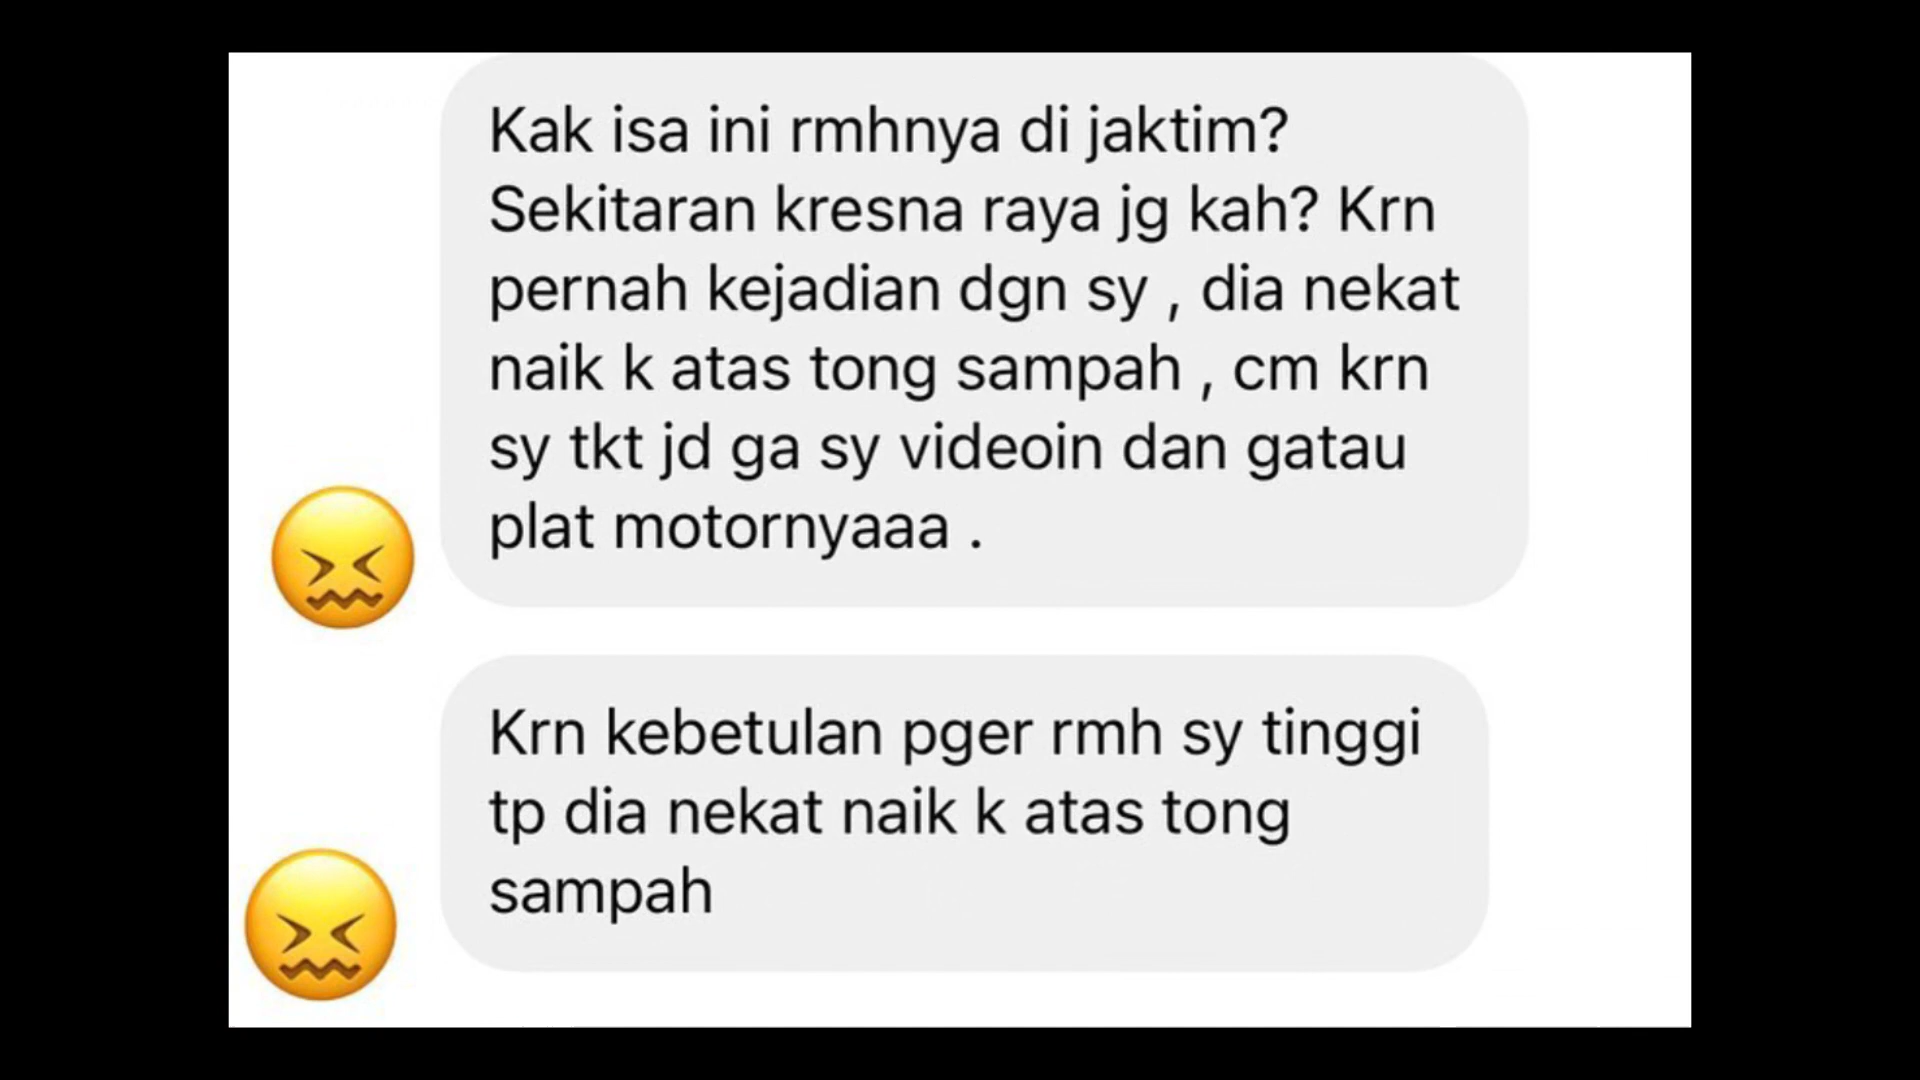 Kak isa ini rmhnya di jaktim?
Sekitaran kresna raya jg kah? Krn
pernah kejadian dgn sy , dia nekat
naik k atas tong sampah , cm krn
sy tkt jd ga sy videoin dan gatau
plat motornyaaa .
Krn kebetulan pger rmh sy tinggi
tp dia nekat naik k atas tong
sampah